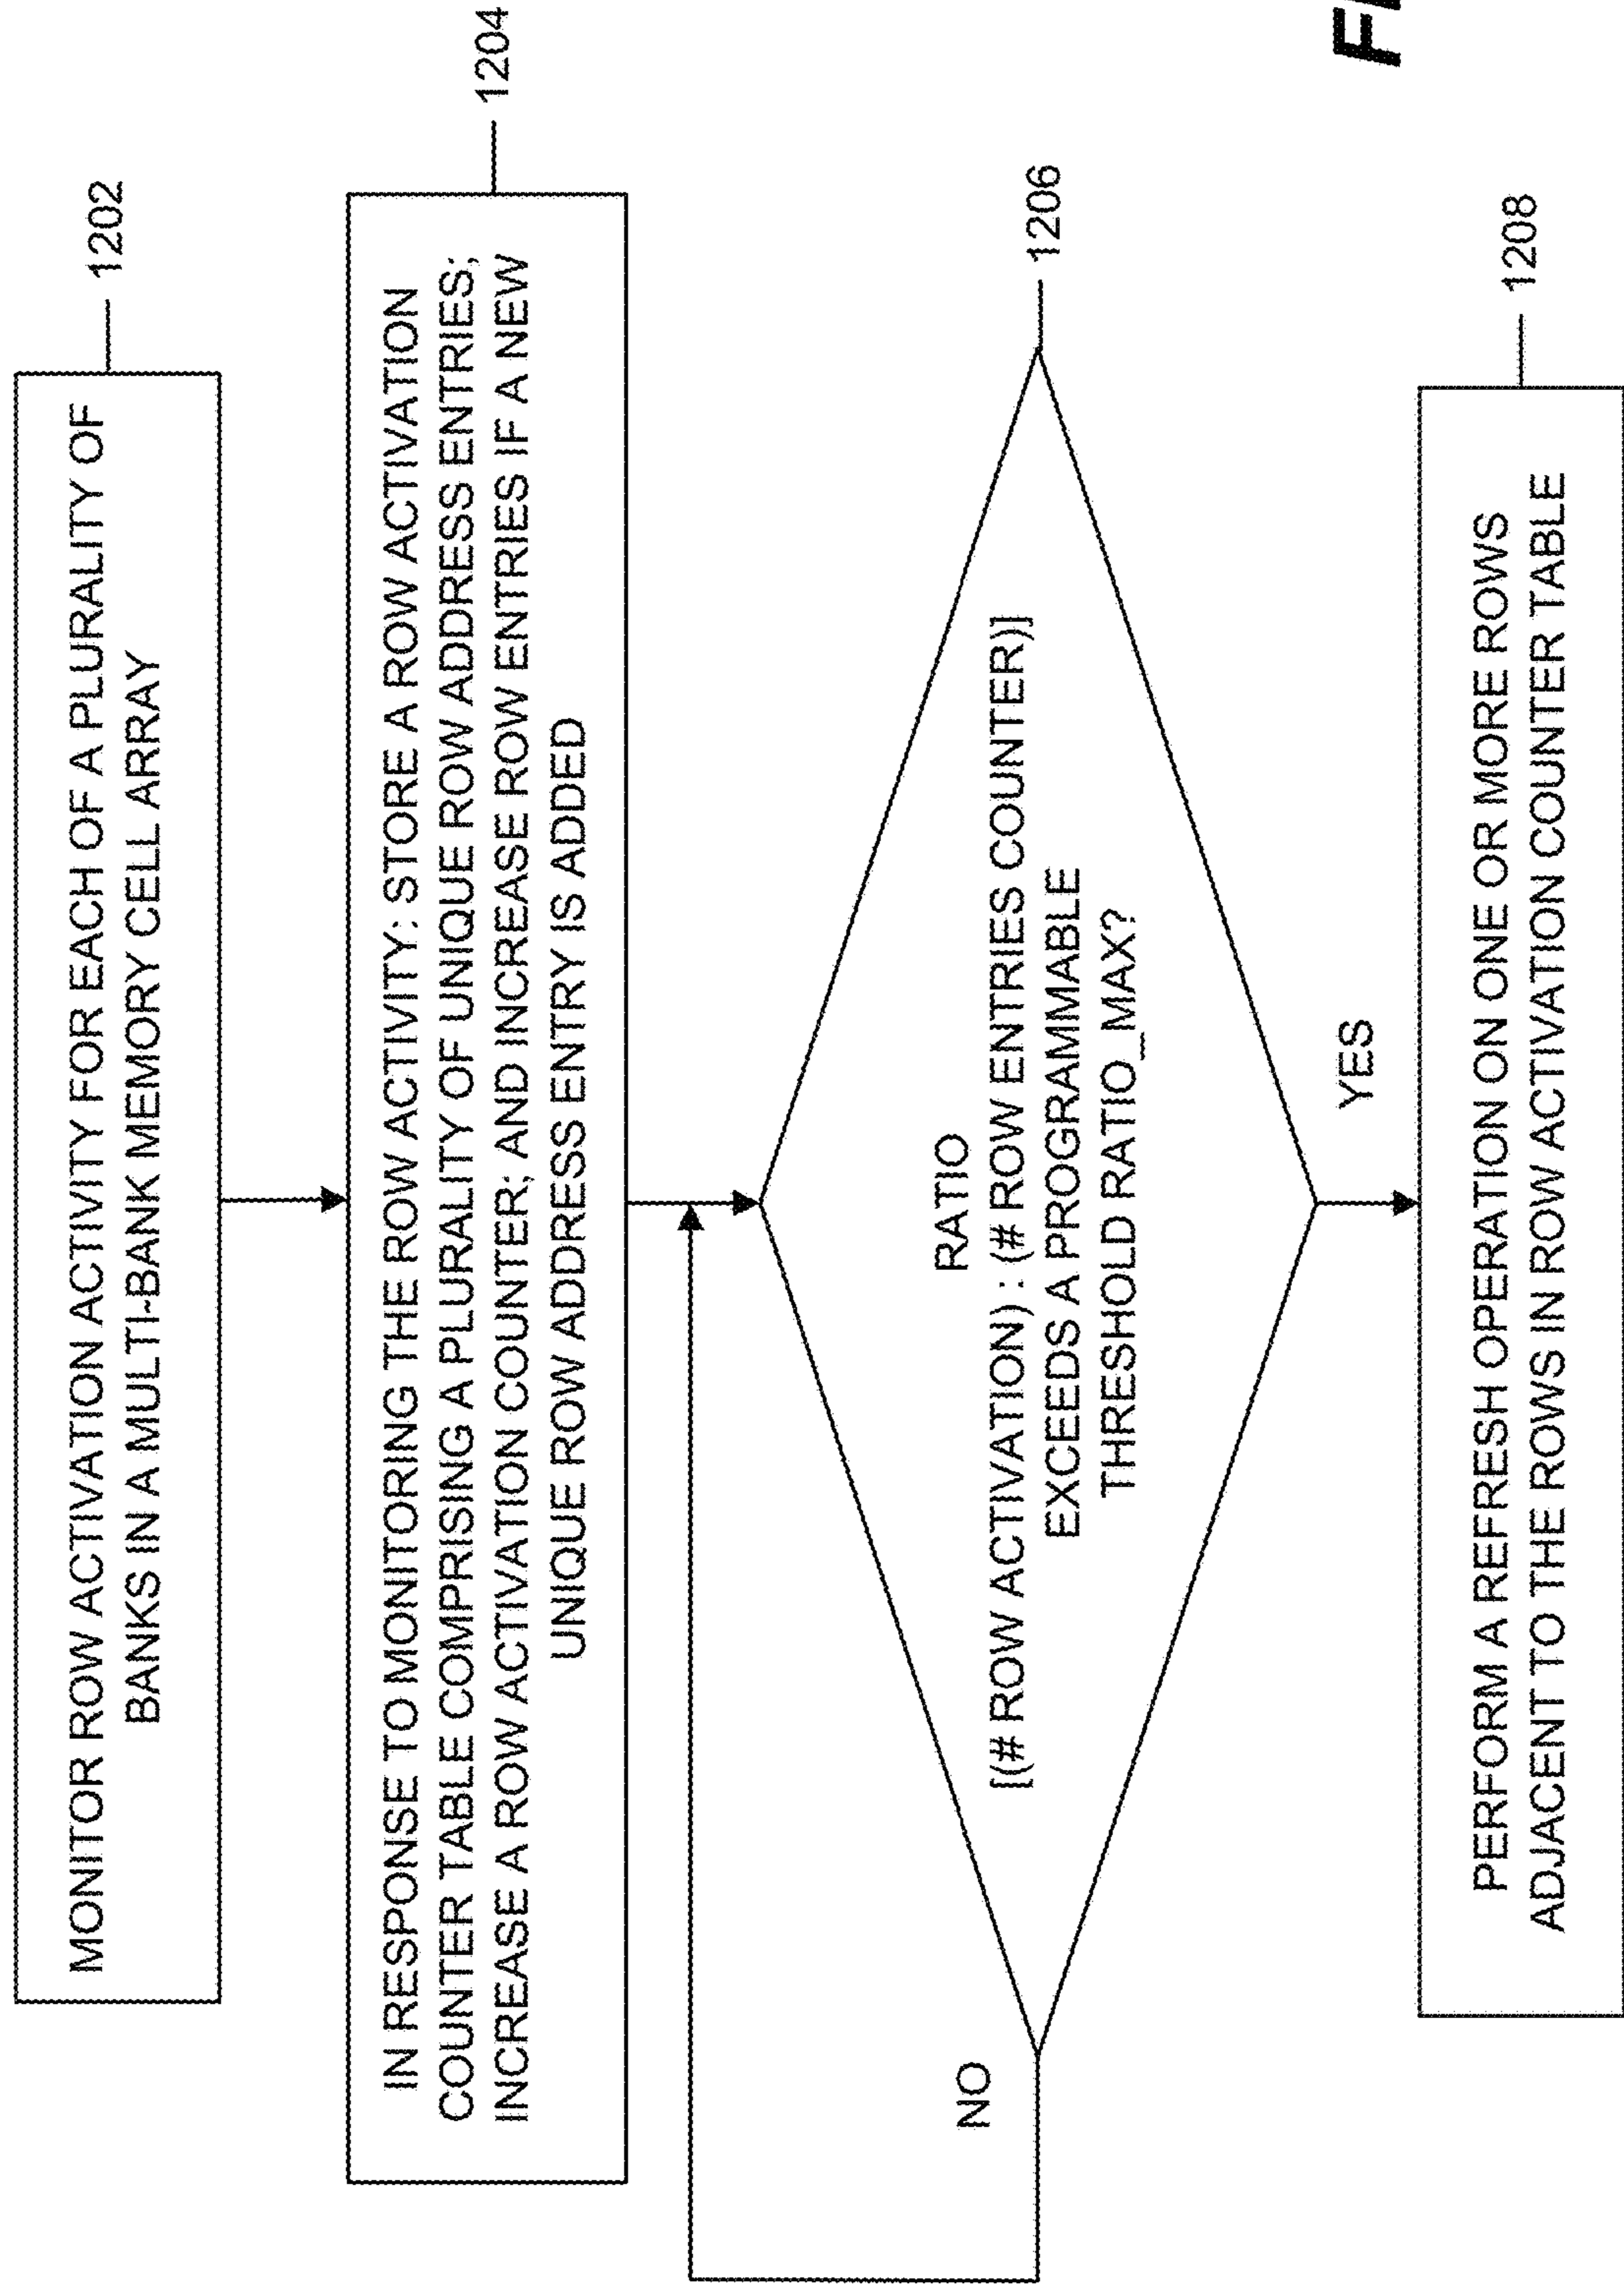 MONITOR ROW ACTIVATION ACTIVITY FOR EACH OF A PLURALITY OF
BANKS IN A MULTI-BANK MEMORY CELL ARRAY
1202
IN RESPONSE TO MONITORING THE ROW ACTIVITY: STORE A ROW ACTIVATION
COUNTER TABLE COMPRISING A PLURALITY OF UNIQUE ROW ADDRESS ENTRIES;
INCREASE A ROW ACTIVATION COUNTER; AND INCREASE ROW ENTRIES IF A NEW
UNIQUE ROW ADDRESS ENTRY IS ADDED
1204
RATIO
[(# ROW ACTIVATION) : (# ROW ENTRIES COUNTER)]
EXCEEDS A PROGRAMMABLE
THRESHOLD RATIO_MAX?
1206
NO
YES
PERFORM A REFRESH OPERATION ON ONE OR MORE ROWS
ADJACENT TO THE ROWS IN ROW ACTIVATION COUNTER TABLE
1208